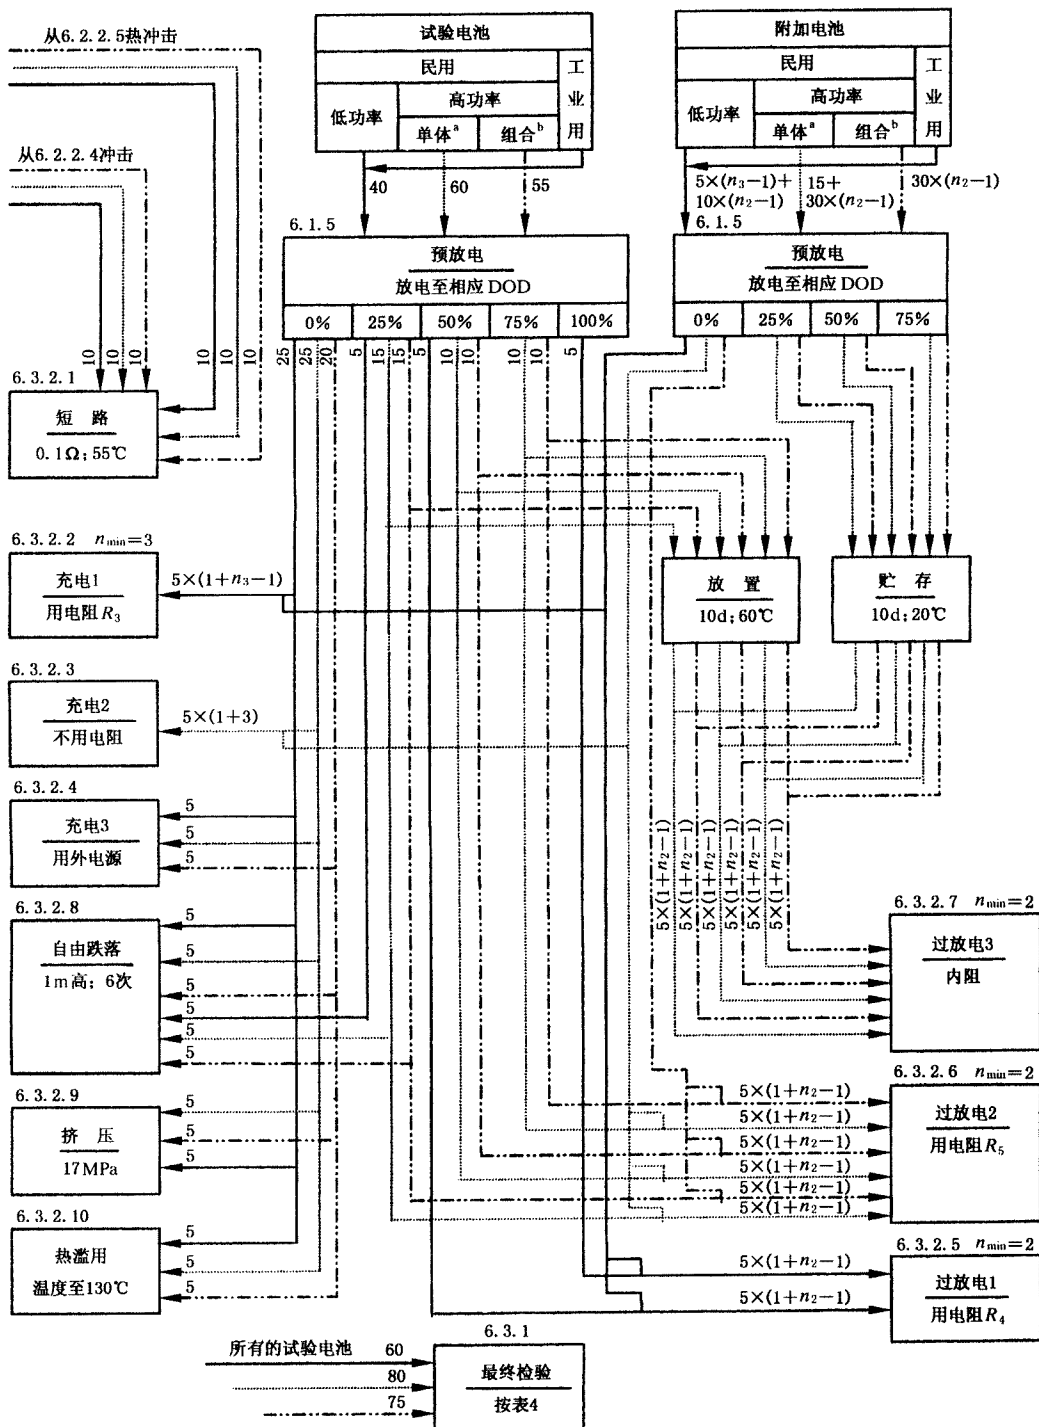 从6.2.2.5热冲击
从6.2.2.4冲击
试验电池
民用
工业用
低功率
高功率
单体a
组合b
40
60
55
附加电池
民用
工业用
低功率
高功率
单体a
组合b
5×(n3-1)+
10×(n2-1)
15+
30×(n2-1)
30×(n2-1)
6.1.5
预放电
放电至相应DOD
0%
25%
50%
75%
100%
6.1.5
预放电
放电至相应DOD
0%
25%
50%
75%
10
10
10
10
10
10
25
25
20
5
15
15
5
10
10
10
10
5
6.3.2.1
短 路
0.1Ω;55℃
6.3.2.2 nmin=3
充电1
用电阻R3
5×(1+n3-1)
放 置
10d;60℃
贮 存
10d;20℃
6.3.2.3
充电2
不用电阻
5×(1+3)
6.3.2.4
充电3
用外电源
5
5
5
5×(1+n2-1)
5×(1+n2-1)
5×(1+n2-1)
5×(1+n2-1)
5×(1+n2-1)
5×(1+n2-1)
6.3.2.8
自由跌落
1m高；6次
5
5
5
5
5
5
6.3.2.7 nmin=2
过放电3
内阻
6.3.2.9
挤 压
17MPa
5
5
5
6.3.2.6 nmin=2
过放电2
用电阻R5
5×(1+n2-1)
5×(1+n2-1)
5×(1+n2-1)
5×(1+n2-1)
5×(1+n2-1)
5×(1+n2-1)
6.3.2.10
热滥用
温度至130℃
5
5
5
6.3.2.5 nmin=2
过放电1
用电阻R4
5×(1+n2-1)
5×(1+n2-1)
所有的试验电池
60
80
75
6.3.1
最终检验
按表4